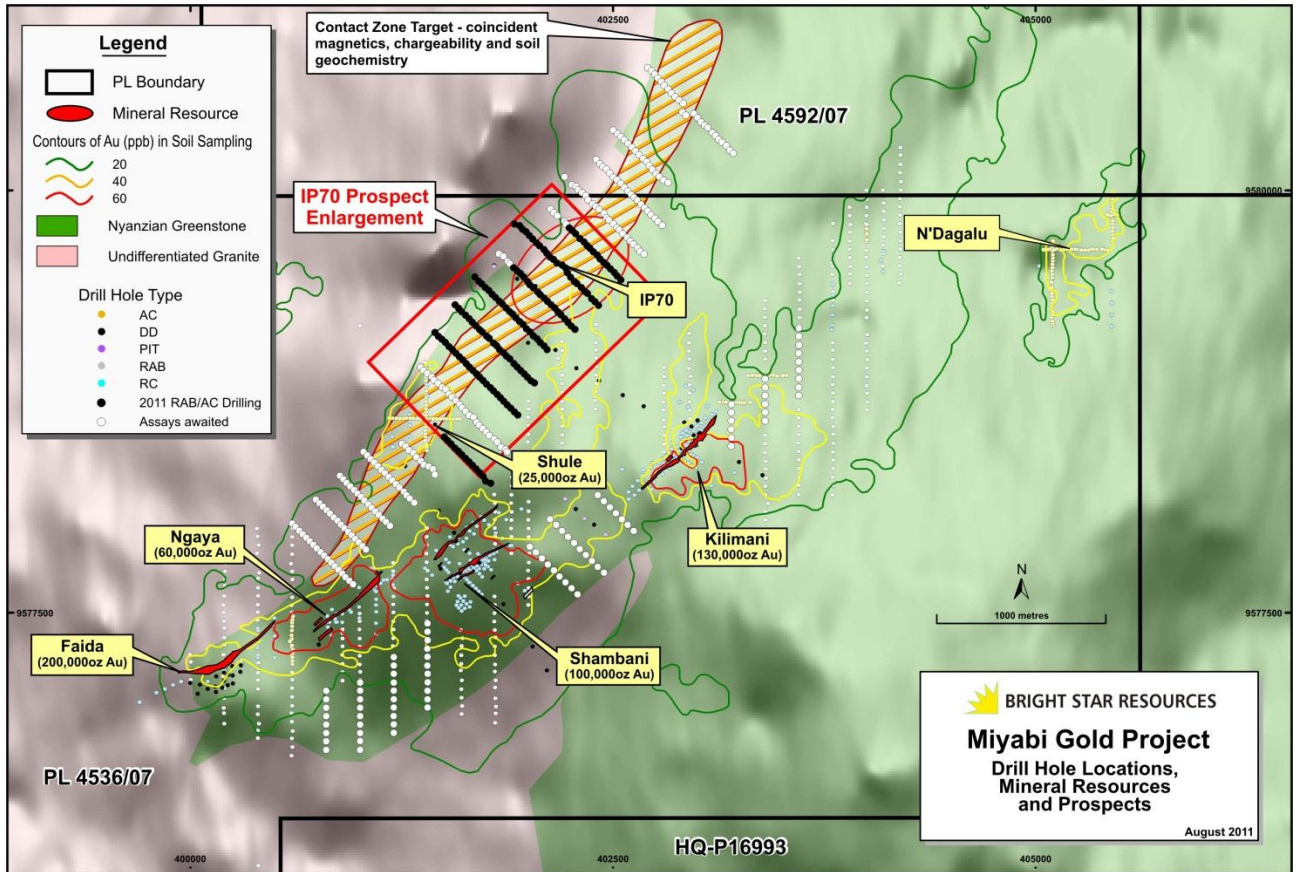 402500
405000
Legend
PL Boundary
Mineral Resource
Contours of Au (ppb) in Soil Sampling
20
40
60
Nyanzian Greenstone
Undifferentiated Granite
Drill Hole Type
AC
DD
PIT
RAB
RC
2011 RAB/AC Drilling
Assays awaited
Contact Zone Target - coincident
magnetics, chargeability and soil
geochemistry
PL 4592/07
IP70 Prospect
Enlargement
9580000
N'Dagalu
IP70
Shule
(25,000oz Au)
Ngaya
(60,000oz Au)
Kilimani
(130,000oz Au)
N
1000 metres
9577500
9577500
Faida
(200,000oz Au)
Shambani
(100,000oz Au)
PL 4536/07
BRIGHT STAR RESOURCES
Miyabi Gold Project
Drill Hole Locations,
Mineral Resources
and Prospects
August 2011
HQ-P16993
400000
402500
405000